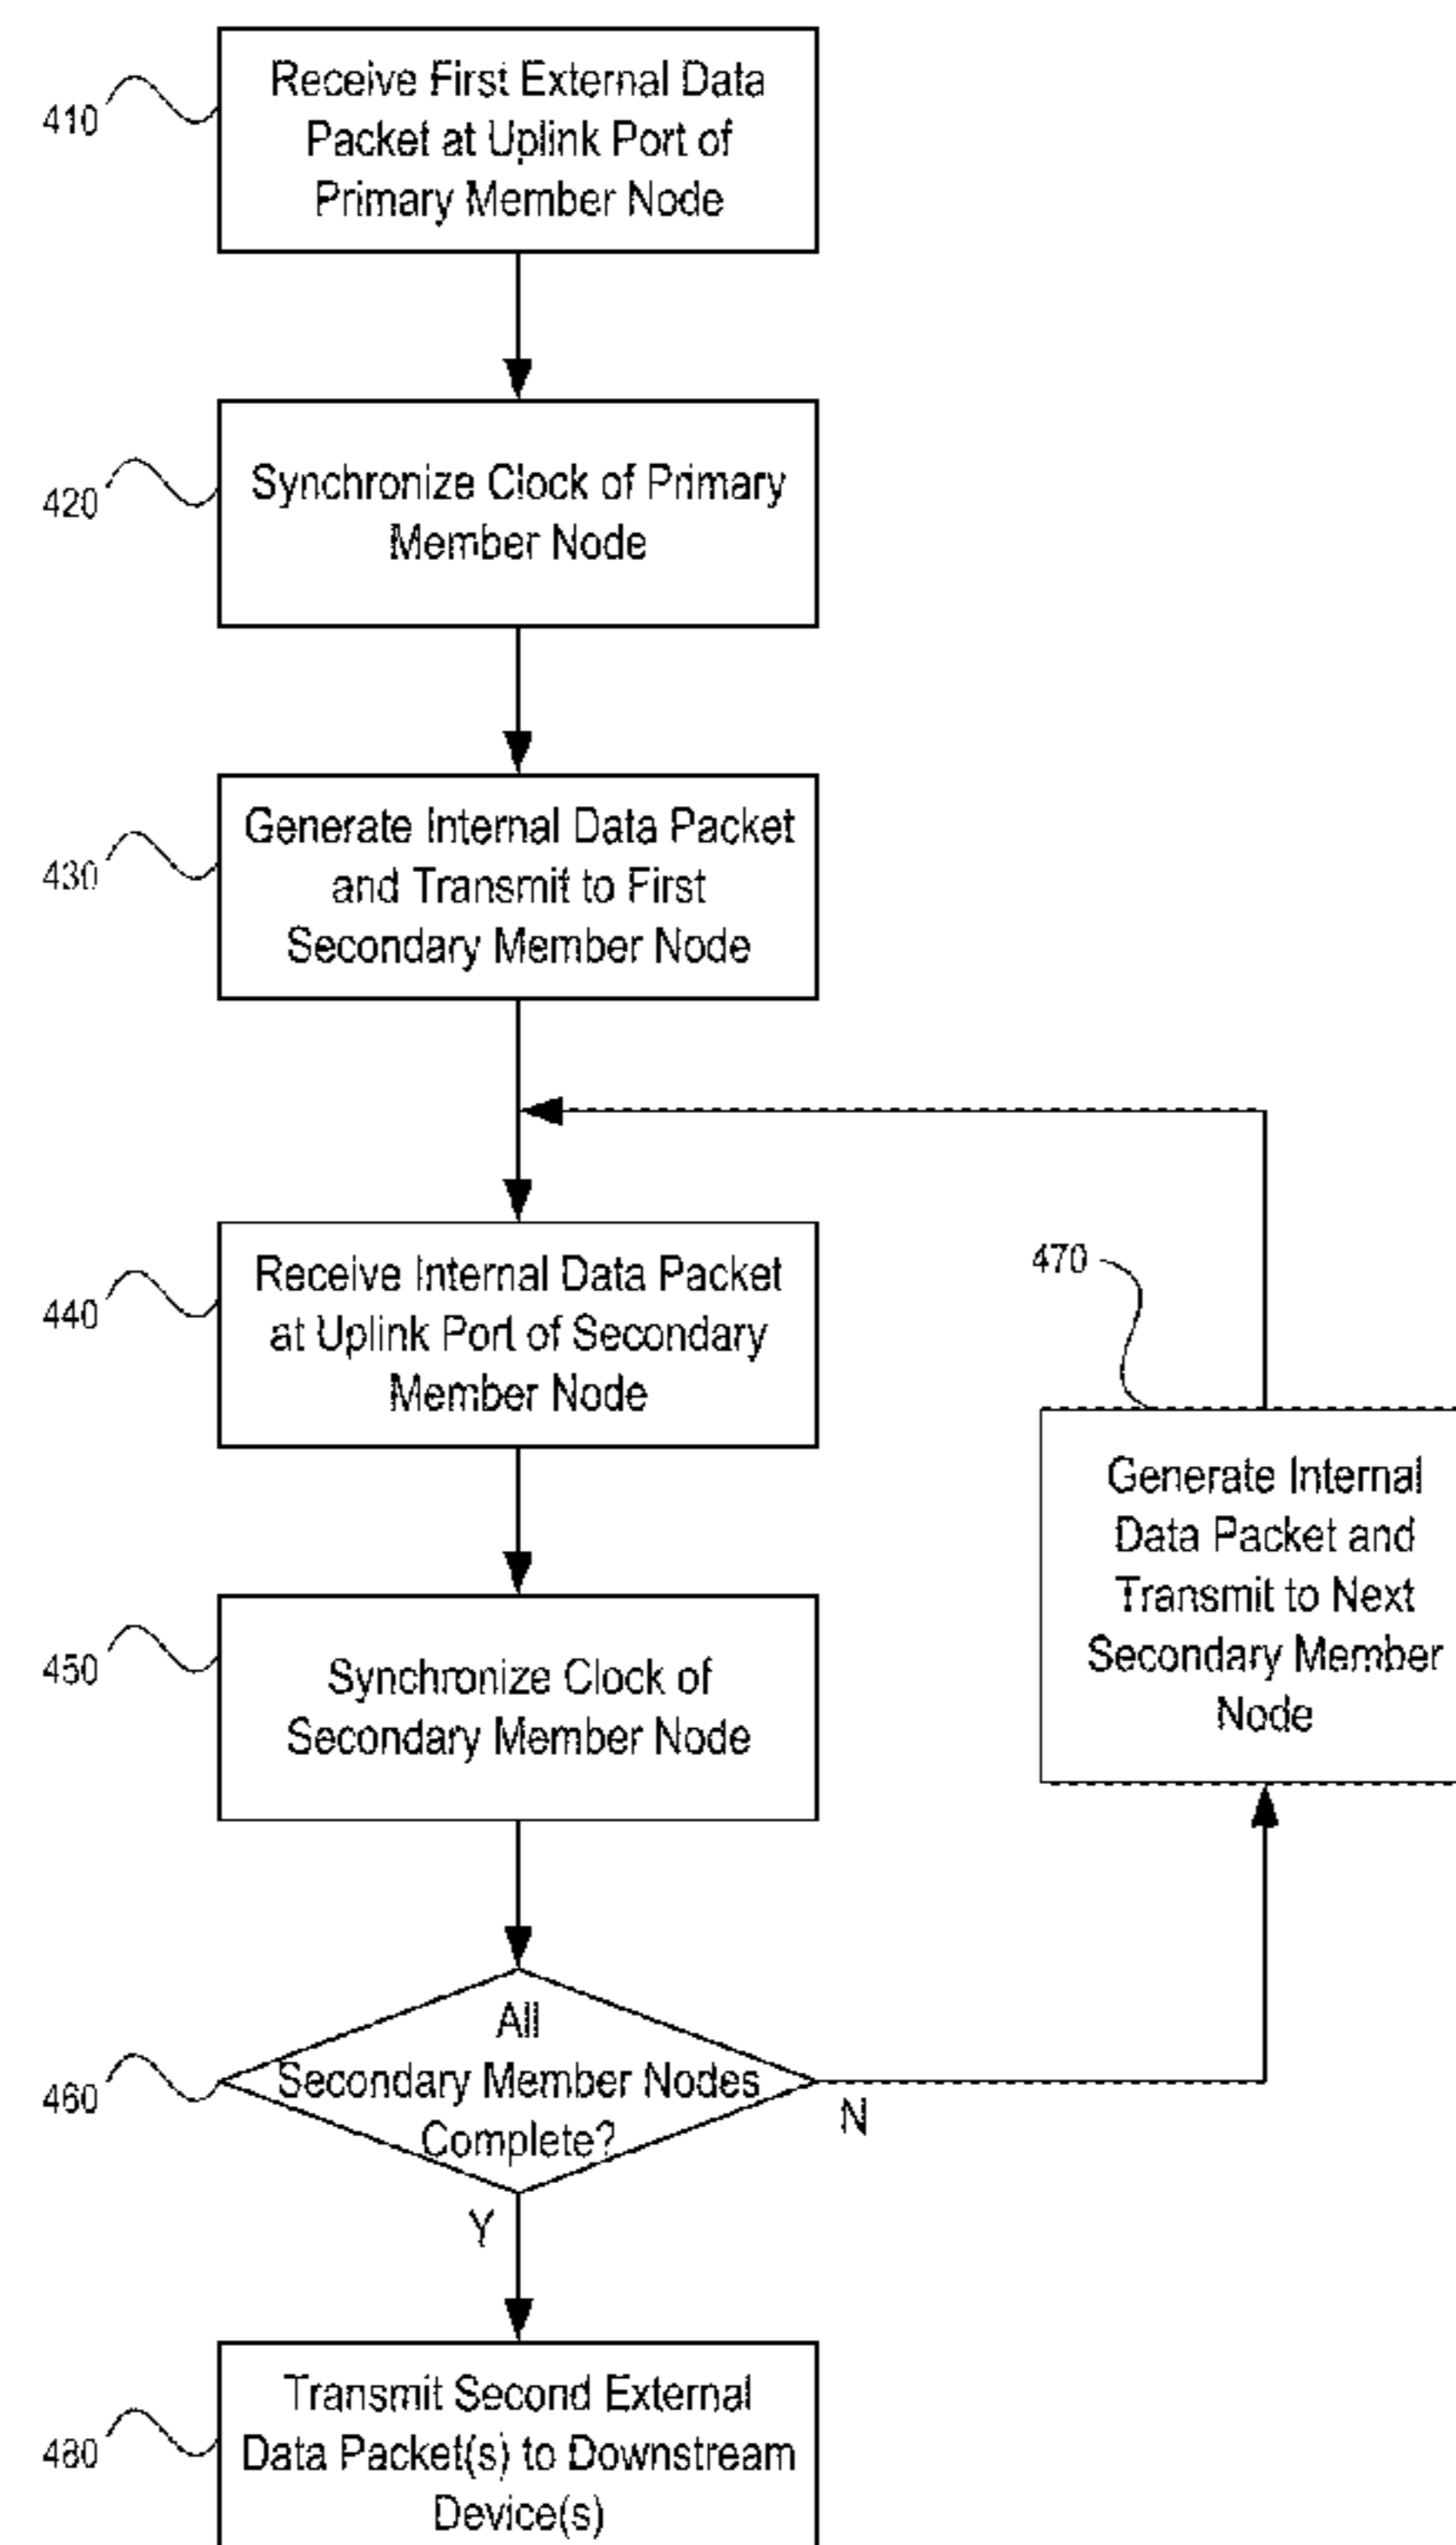 410
Receive First External Data
Packet at Uplink Port of
Primary Member Node
420
Synchronize Clock of Primary
Member Node
430
Generate Internal Data Packet
and Transmit to First
Secondary Member Node
440
Receive Internal Data Packet
at Uplink Port of Secondary
Member Node
470
Generate Internal
Data Packet and
Transmit to Next
Secondary Member
Node
450
Synchronize Clock of
Secondary Member Node
460
All
Secondary Member Nodes
Complete?
N
Y
480
Transmit Second External
Data Packet(s) to Downstream
Device(s)